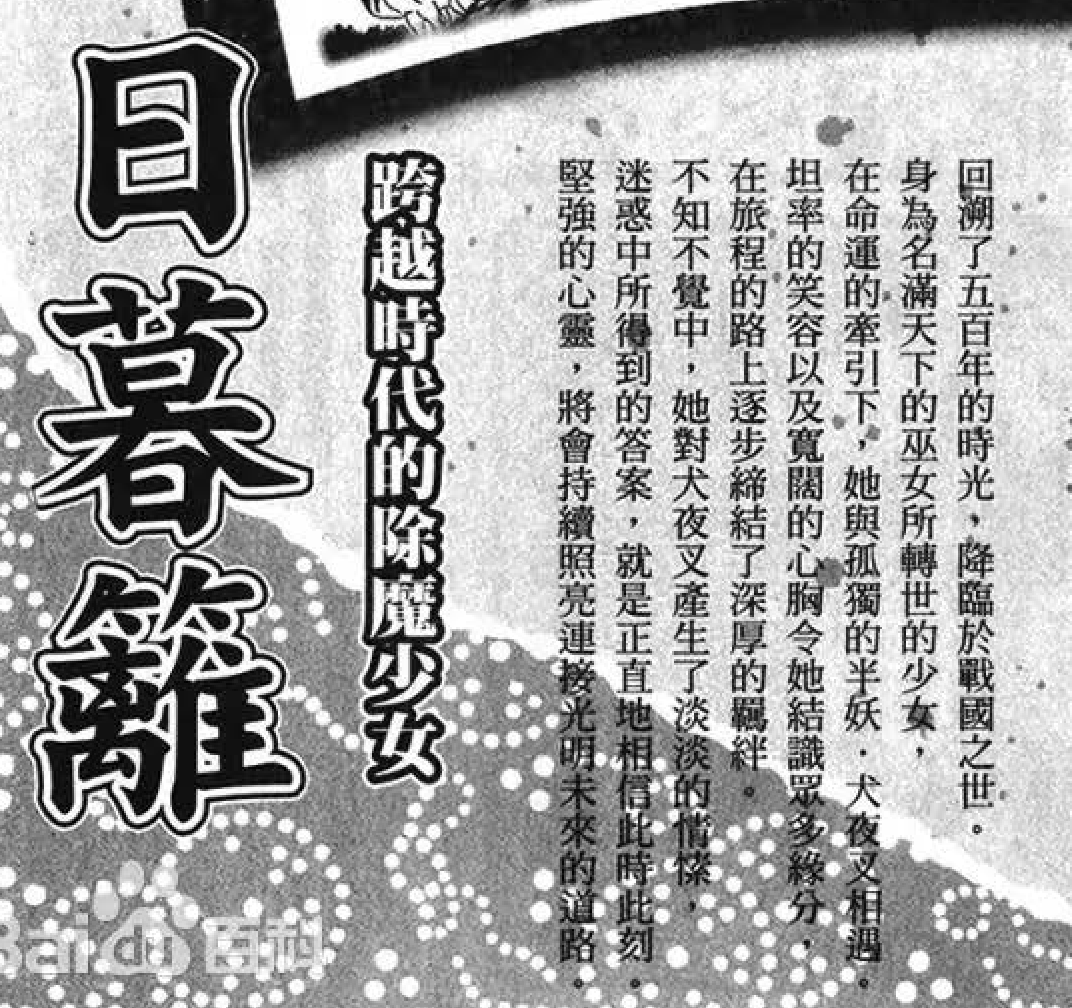 回溯了五百年的時光，降臨於戰國之世。
身為名滿天下的巫女所轉世的少女，
在命運的牽引下，她與孤獨的半妖．犬夜叉相遇。
坦率的笑容以及寬闊的心胸令她結識眾多緣分，
在旅程的路上逐步締結了深厚的羈絆。
不知不覺中，她對犬夜叉產生了淡淡的情愫，
迷惑中所得到的答案，就是正直地相信此時此刻。
堅強的心靈，將會持續照亮連接光明未來的道路。
跨越時代的除魔少女
日暮籬
Baidu 百科